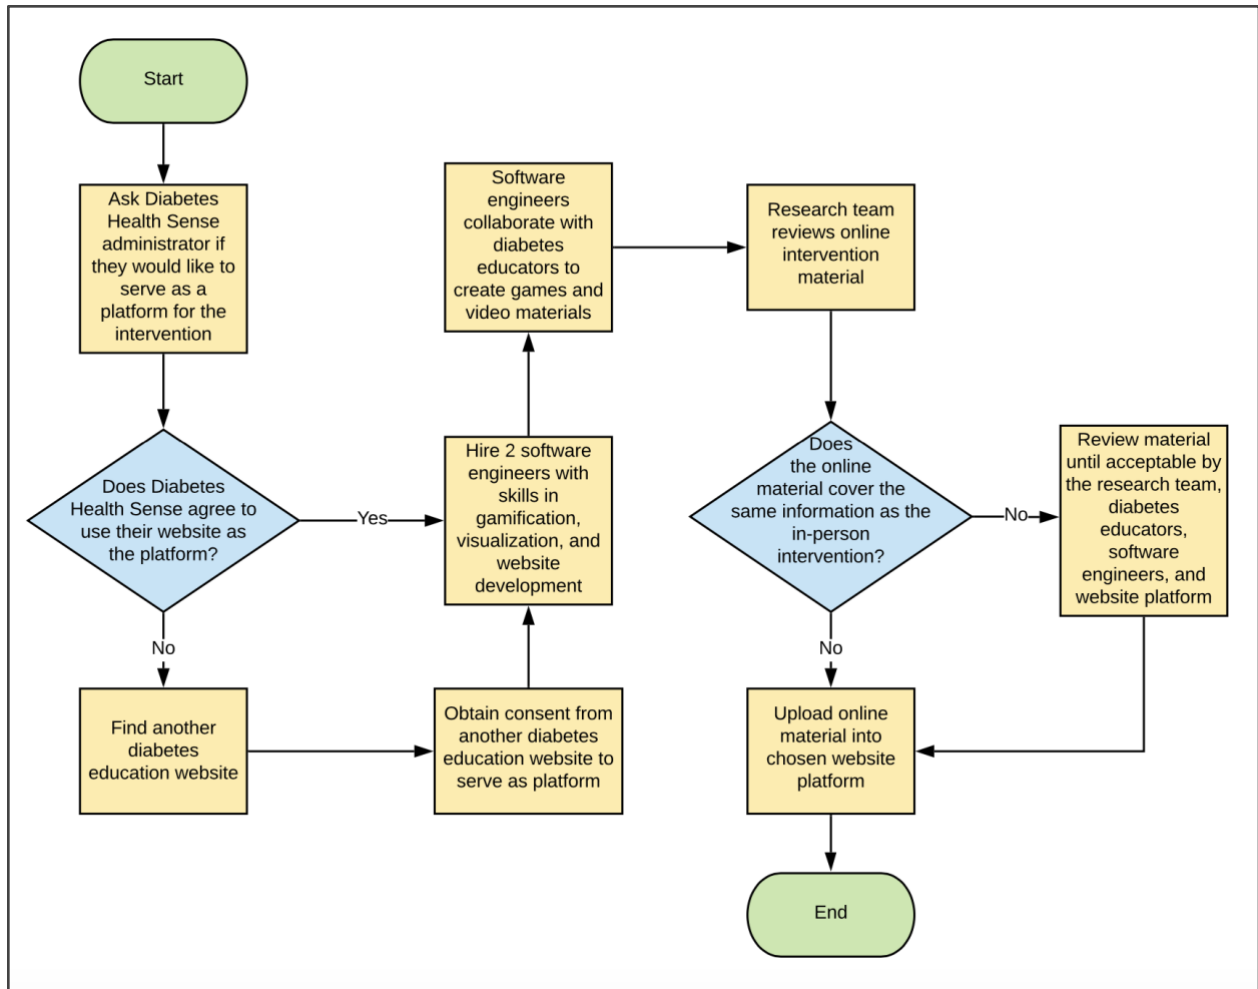 Start
Ask Diabetes
Health Sense
administrator if
they would like to
serve as a
platform for the
intervention
Does Diabetes
Health Sense agree to
use their website as
the platform?
Yes
No
Find another
diabetes
education website
Obtain consent from
another diabetes
education website to
serve as platform
Hire 2 software
engineers with
skills in
gamification,
visualization, and
website
development
Software
engineers
collaborate with
diabetes
educators to
create games and
video materials
Research team
reviews online
intervention
material
Does
the online
material cover the
same information as the
in-person
intervention?
No
Review material
until acceptable by
the research team,
diabetes
educators,
software
engineers, and
website platform
No
Upload online
material into
chosen website
platform
End